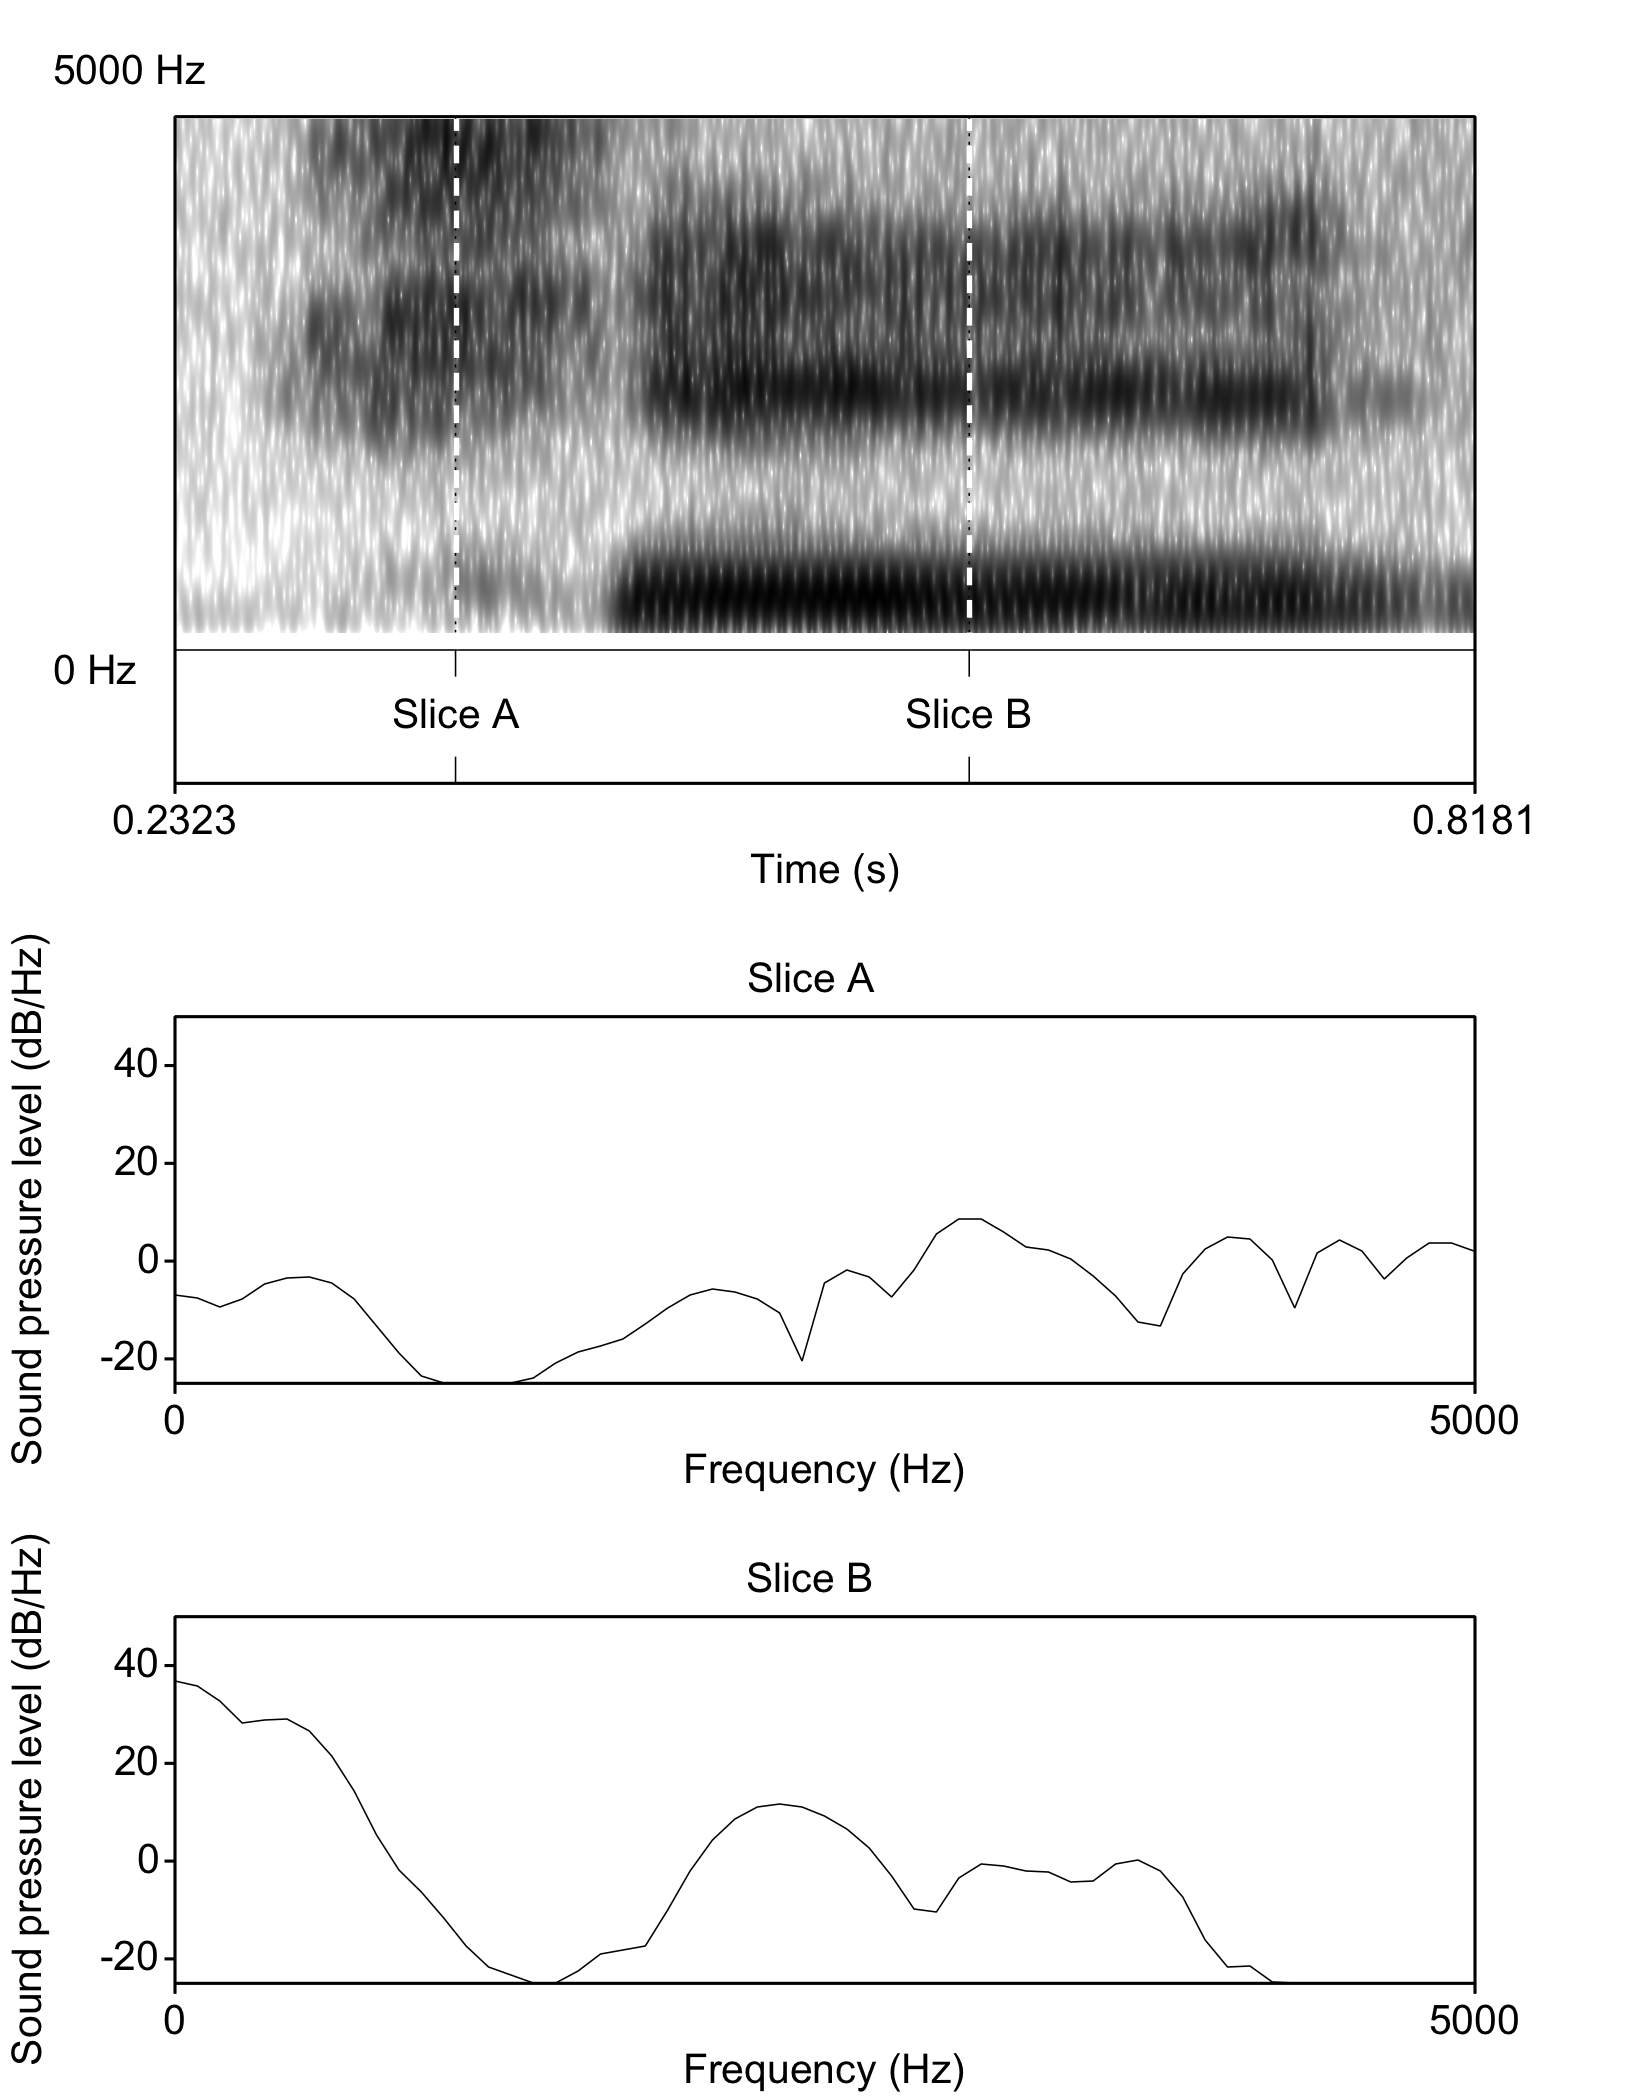 5000 Hz
0 Hz
Slice A
Slice B
0.2323
0.8181
Time (s)
Slice A
Sound pressure level (dB/Hz)
40
20
0
-20
0
5000
Frequency (Hz)
Slice B
Sound pressure level (dB/Hz)
40
20
0
-20
0
5000
Frequency (Hz)